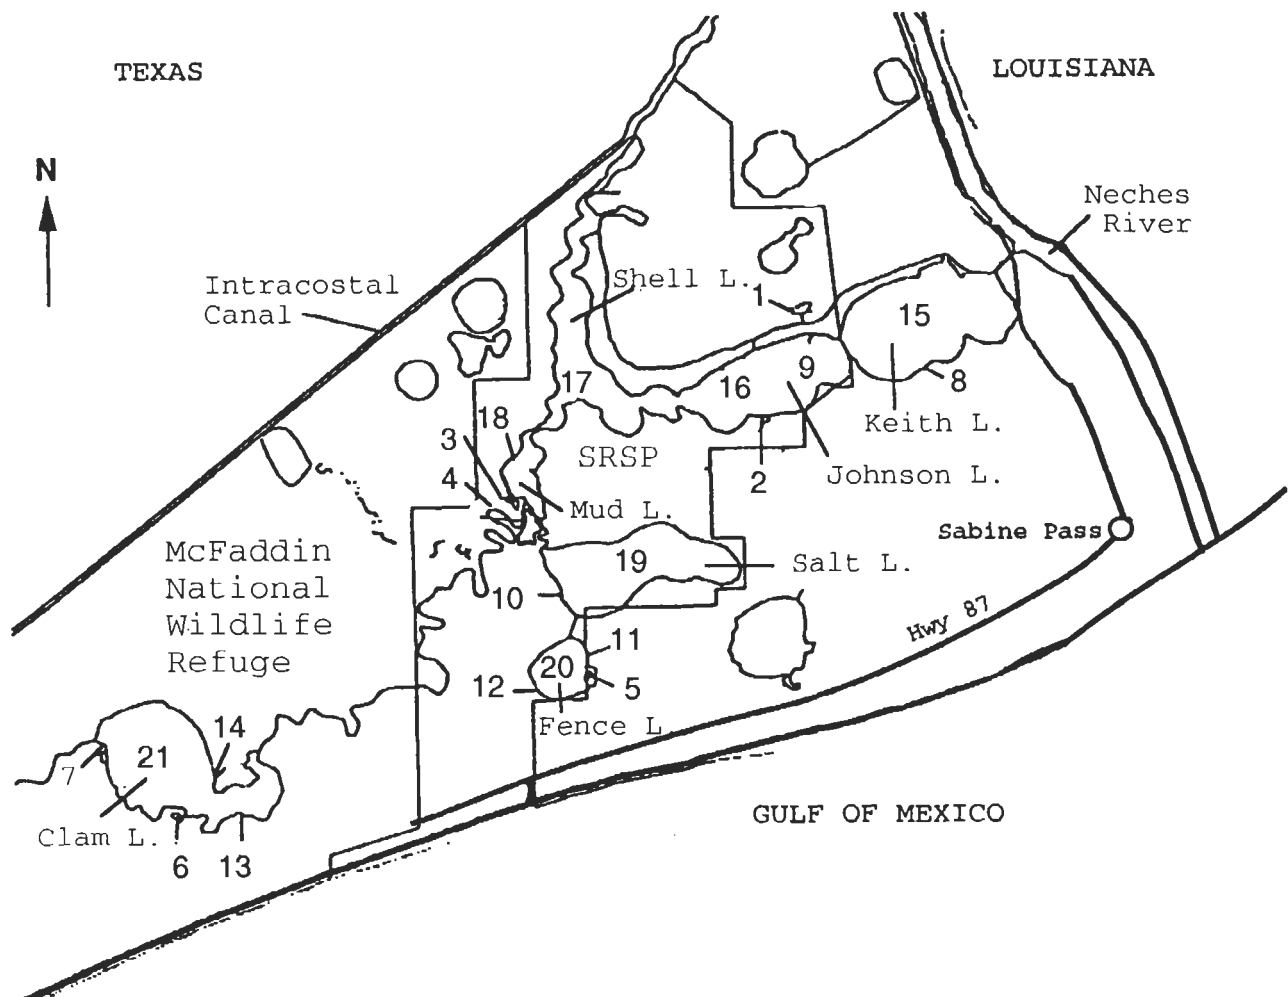 TEXAS
LOUISIANA
N
Neches
River
Intracostal
Canal
Shell L.
1
15
9
16
8
17
Keith L.
18
3
SRSP
4
2
Johnson L.
Mud L.
Sabine Pass
McFaddin
National
Wildlife
Refuge
19
Salt L.
10
Hwy 87
11
20
12
5
Fence L
14
21
7
GULF OF MEXICO
Clam L.
6
13